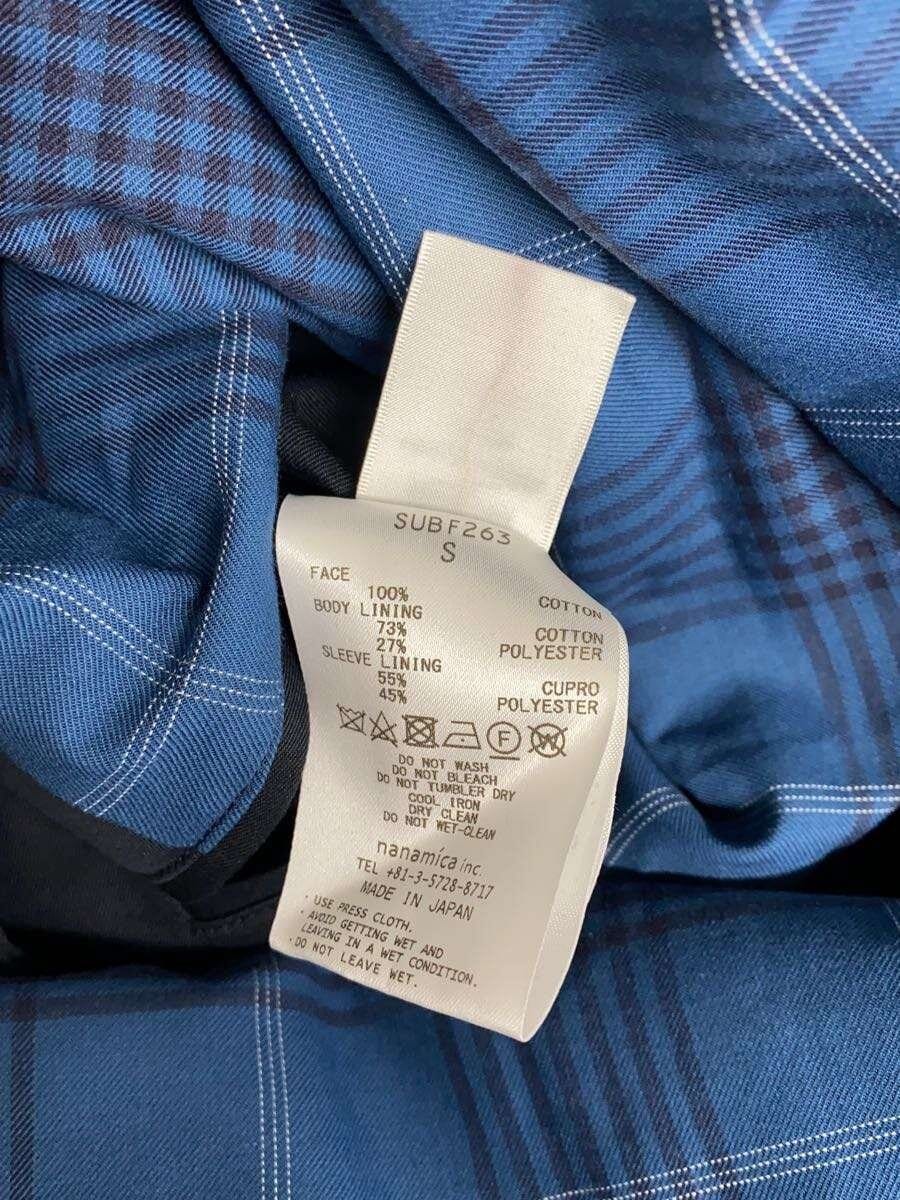 SUBF263
S
FACE
100% COTTON
BODY LINING
73% COTTON
27% POLYESTER
SLEEVE LINING
55% CUPRO
45% POLYESTER
F W
DO NOT WASH
DO NOT BLEACH
DO NOT TUMBLER DRY
COOL IRON
DRY CLEAN
DO NOT WET-CLEAN
nanamica inc.
TEL +81-3-5728-8717
MADE IN JAPAN
・USE PRESS CLOTH.
・AVOID GETTING WET AND
LEAVING IN A WET CONDITION.
・DO NOT LEAVE WET.